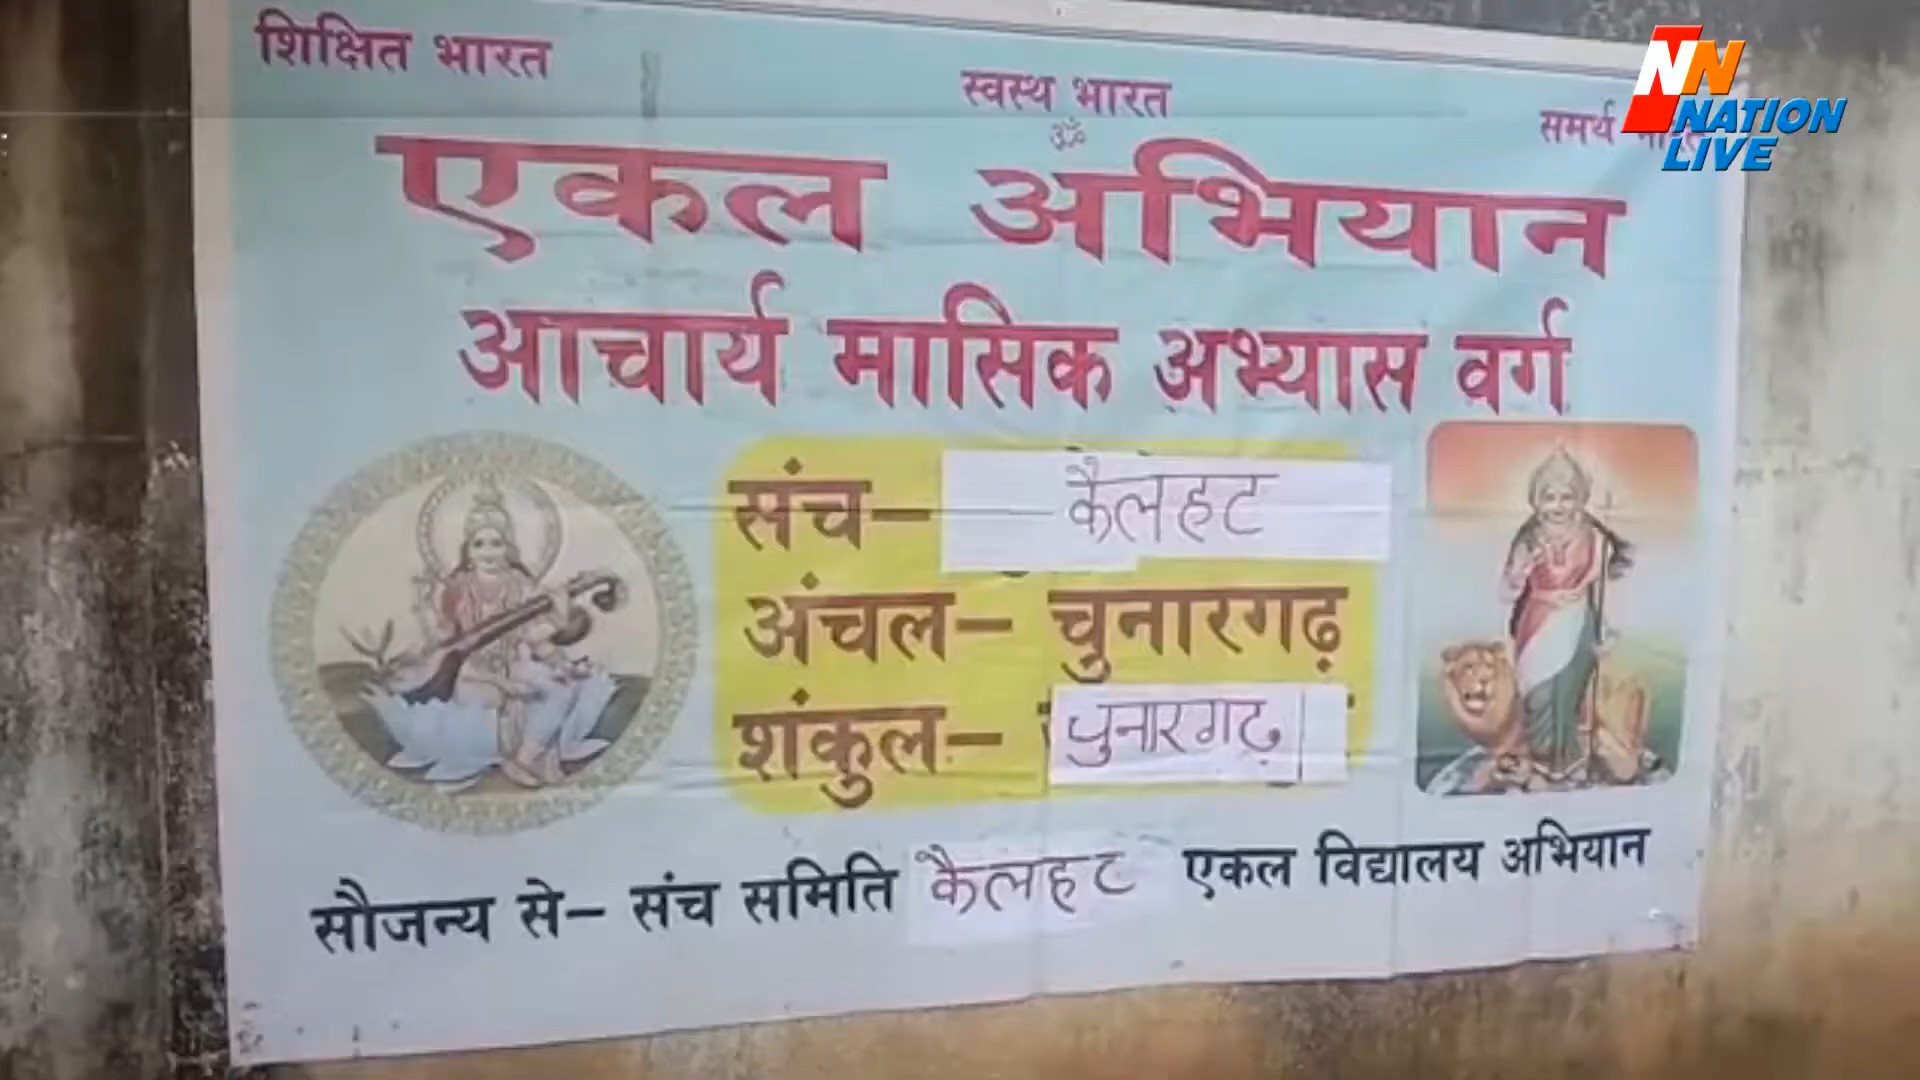 शिक्षित भारत
स्वस्थ भारत
समर्थ
ॐ
एकल अभियान
आचार्य मासिक अभ्यास वर्ग
संच- कैलहट
अंचल- चुनारगढ़
शंकुल- चुनारगढ़
सौजन्य से- संच समिति कैलहट एकल विद्यालय अभियान
NN
NATION
LIVE